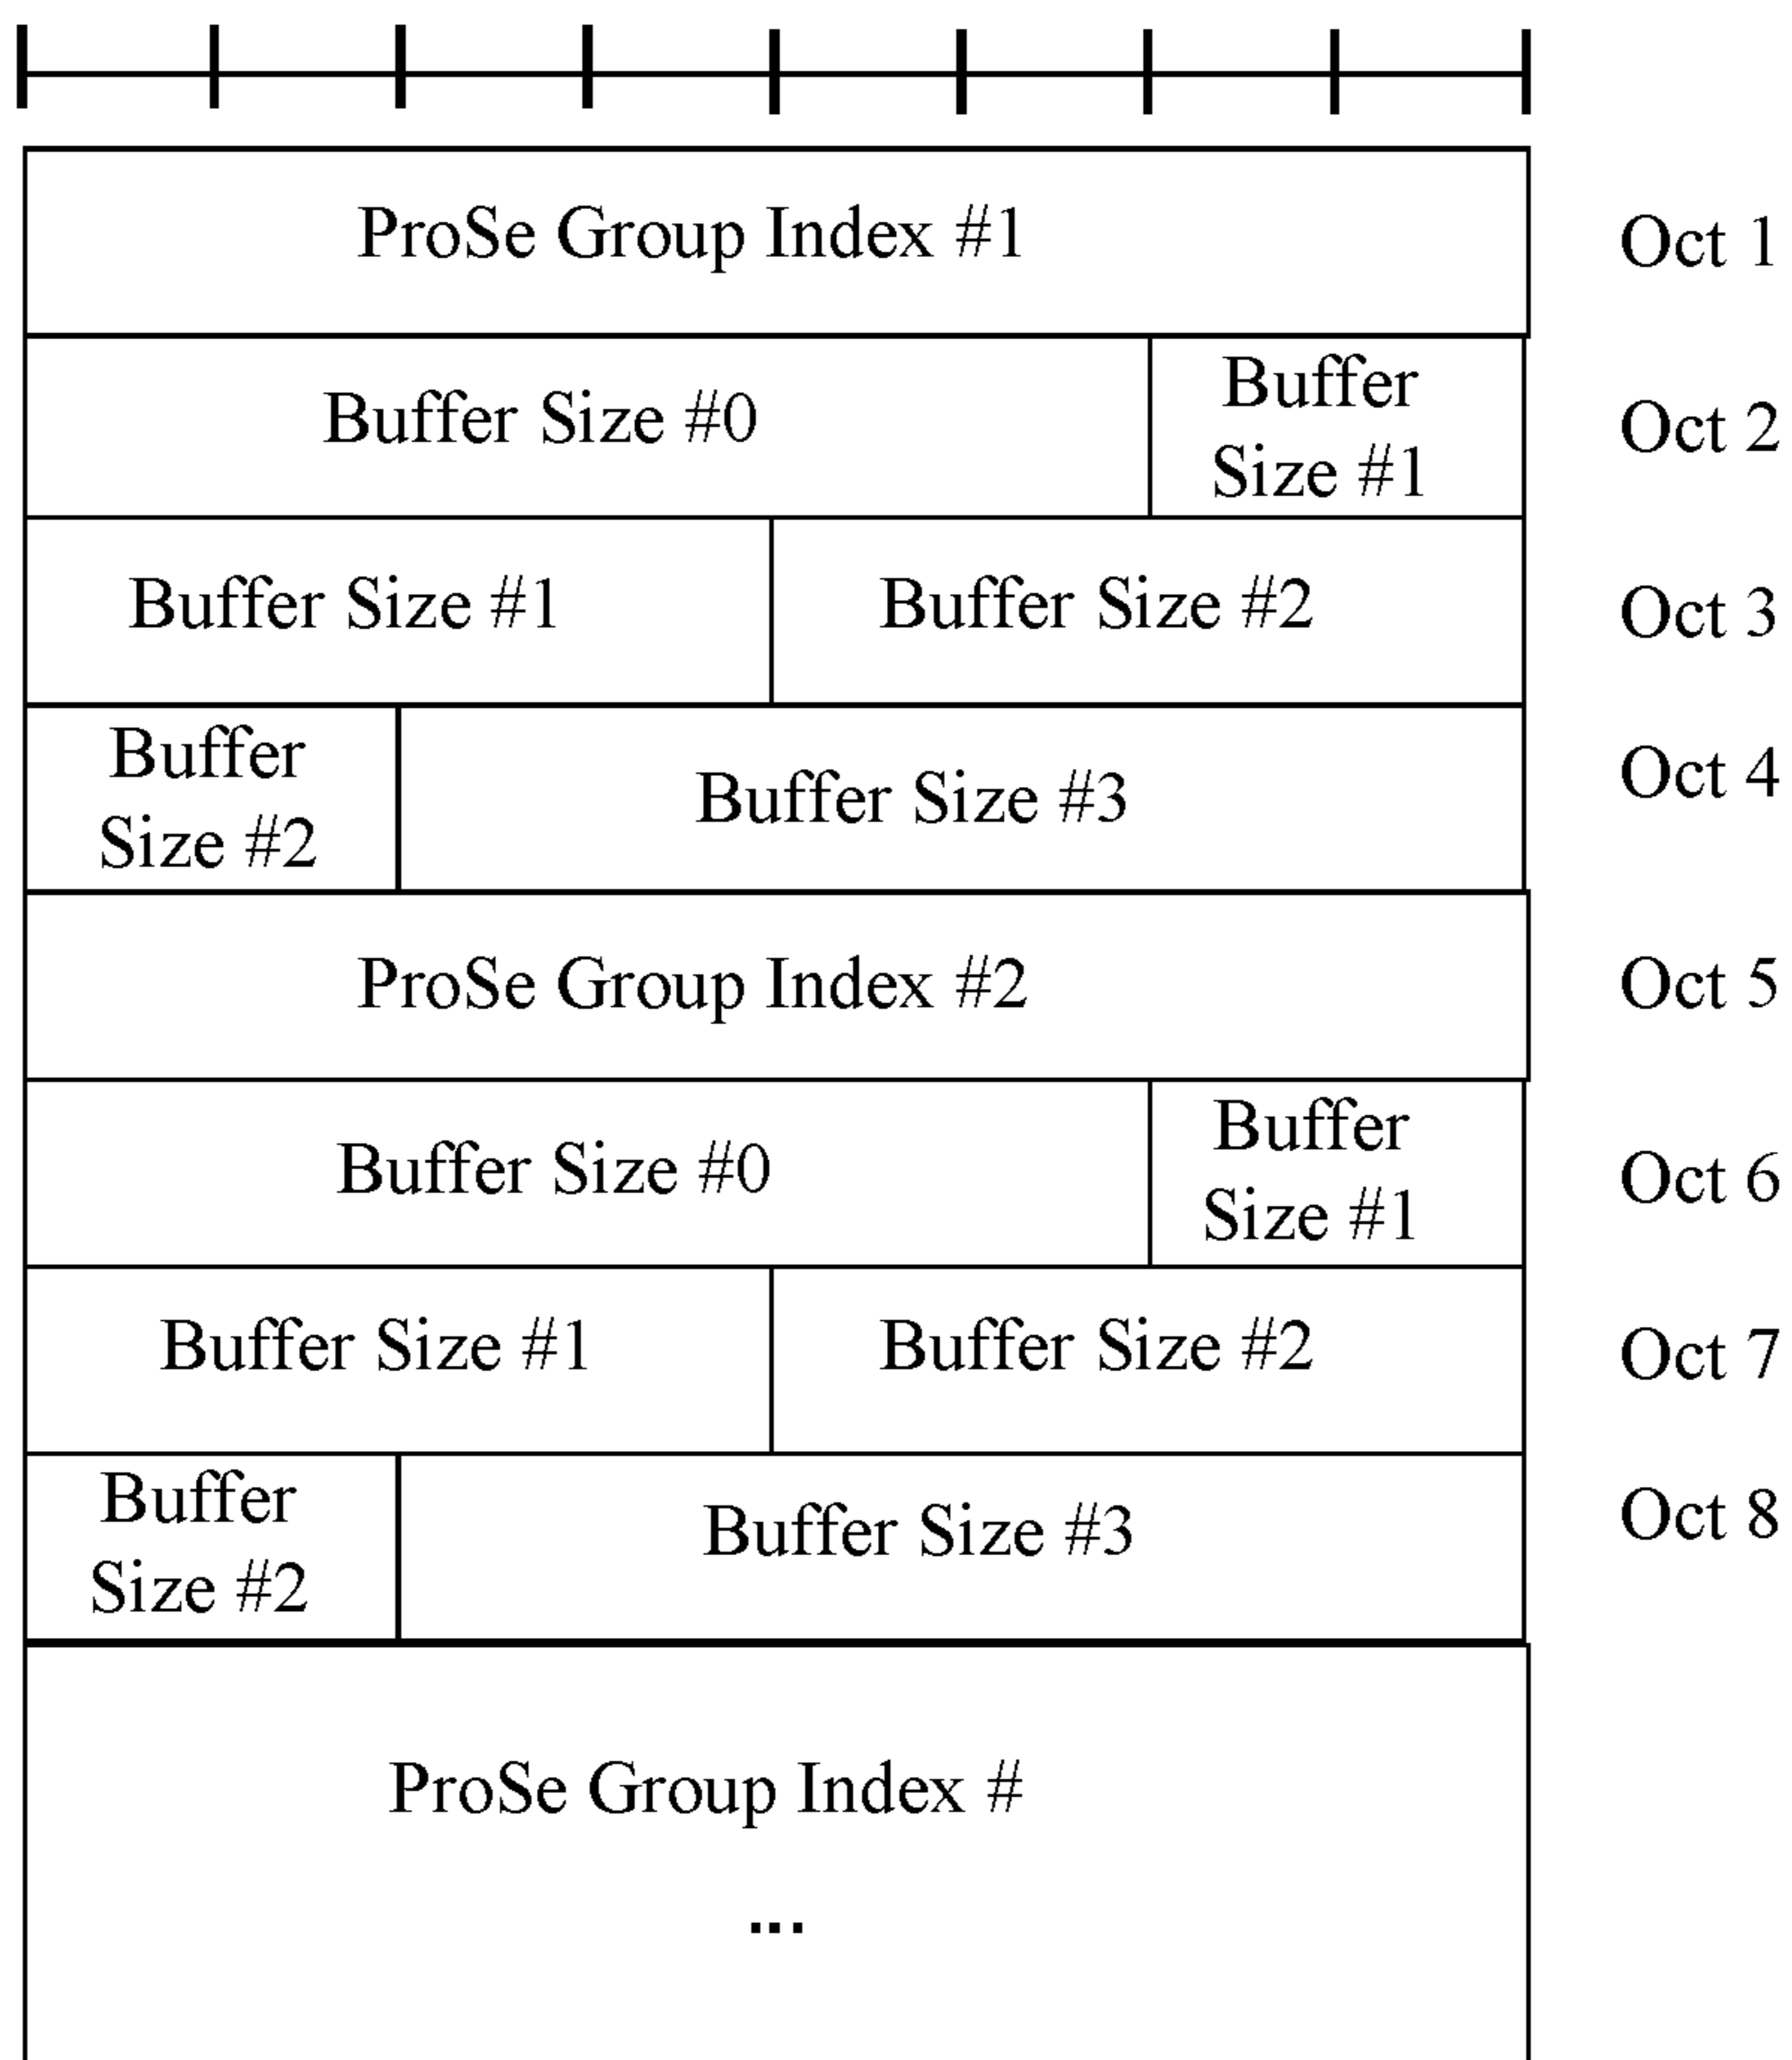 ProSe Group Index #1
Oct 1
Buffer Size #0
Buffer
Size #1
Oct 2
Buffer Size #1
Buffer Size #2
Oct 3
Buffer
Size #2
Buffer Size #3
Oct 4
ProSe Group Index #2
Oct 5
Buffer Size #0
Buffer
Size #1
Oct 6
Buffer Size #1
Buffer Size #2
Oct 7
Buffer
Size #2
Buffer Size #3
Oct 8
ProSe Group Index #
...